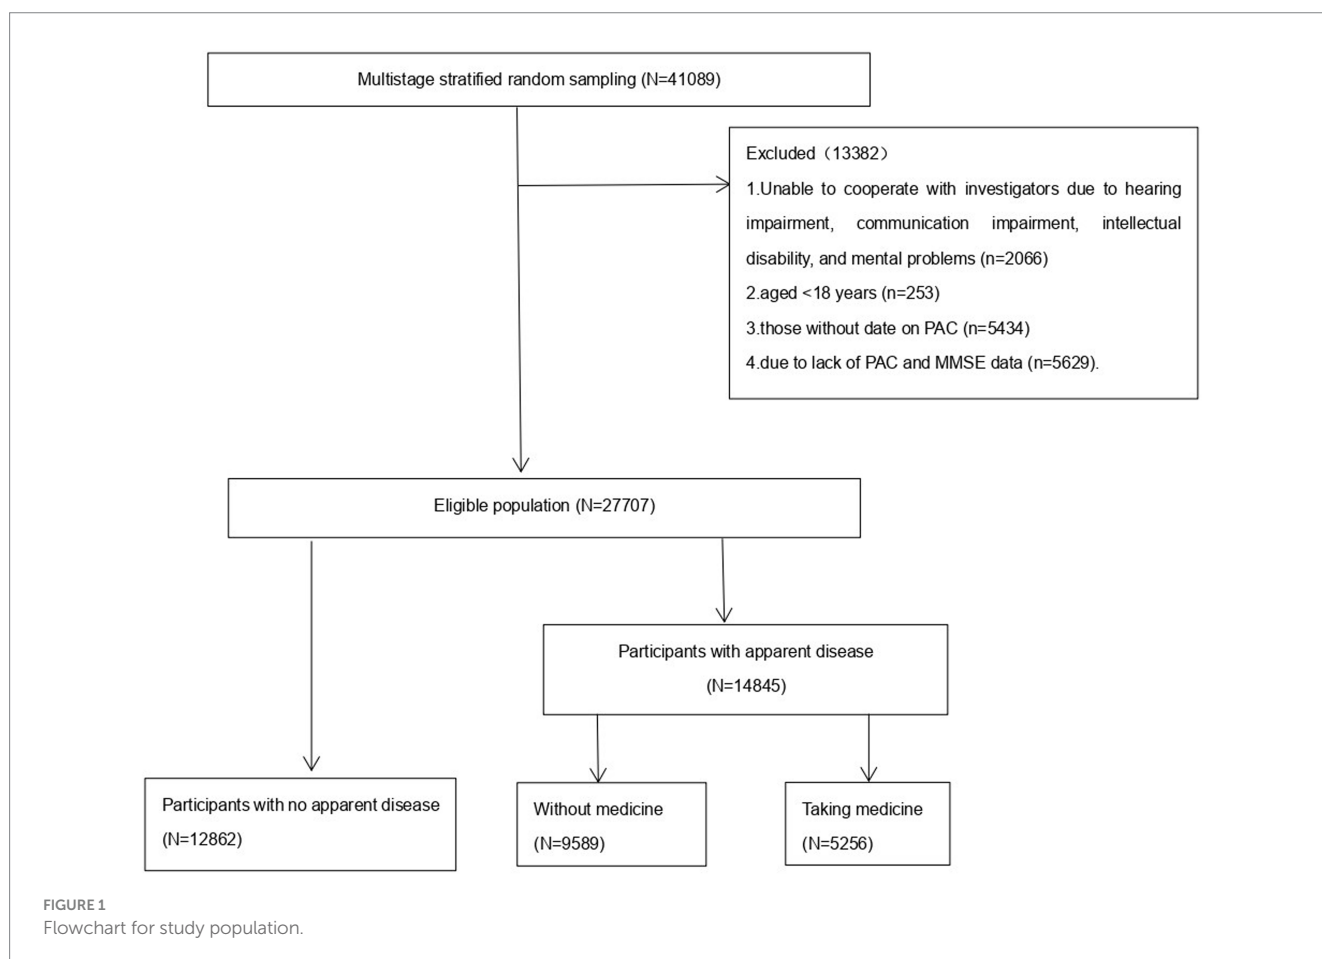 Multistage stratified random sampling (N=41089)
Excluded（13382）
1.Unable to cooperate with investigators due to hearing
impairment, communication impairment, intellectual
disability, and mental problems (n=2066)
2.aged <18 years (n=253)
3.those without date on PAC (n=5434)
4.due to lack of PAC and MMSE data (n=5629).
Eligible population (N=27707)
Participants with apparent disease
(N=14845)
Participants with no apparent disease
(N=12862)
Without medicine
(N=9589)
Taking medicine
(N=5256)
FIGURE 1
Flowchart for study population.